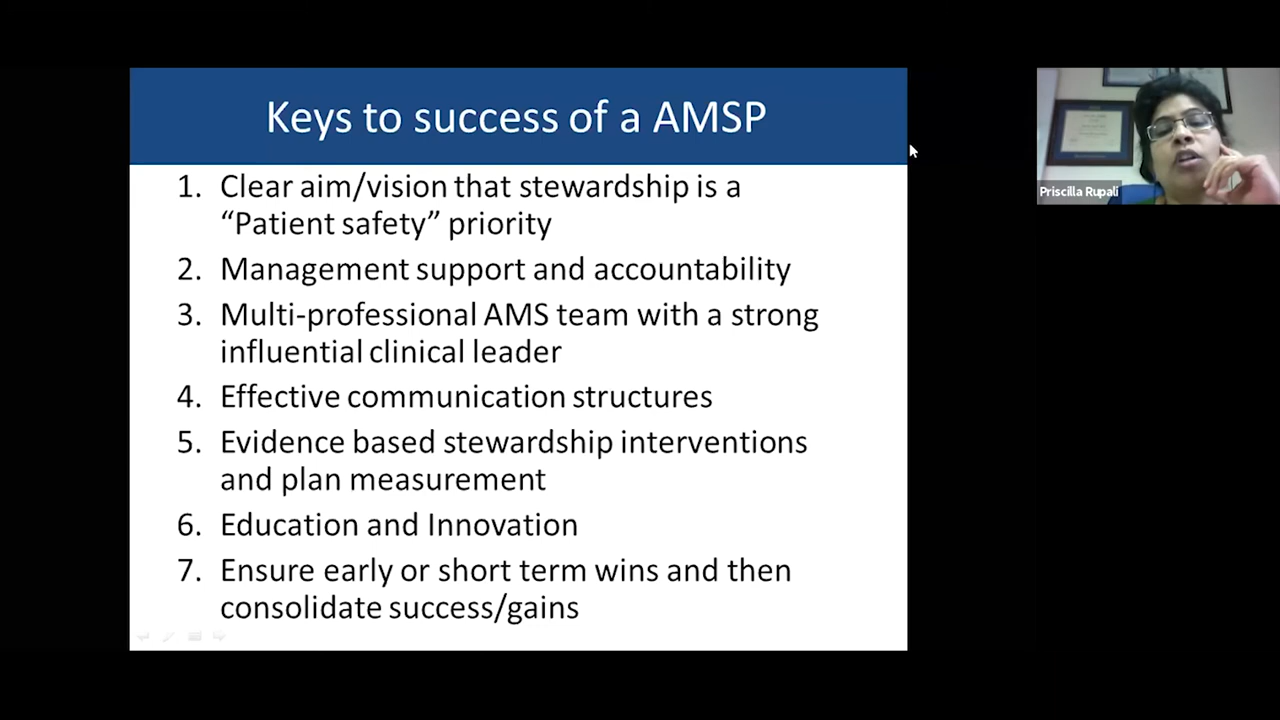 Keys to success of a AMSP
1. Clear aim/vision that stewardship is a
“Patient safety” priority
2. Management support and accountability
3. Multi-professional AMS team with a strong
influential clinical leader
4. Effective communication structures
5. Evidence based stewardship interventions
and plan measurement
6. Education and Innovation
7. Ensure early or short term wins and then
consolidate success/gains
Priscilla Rupali